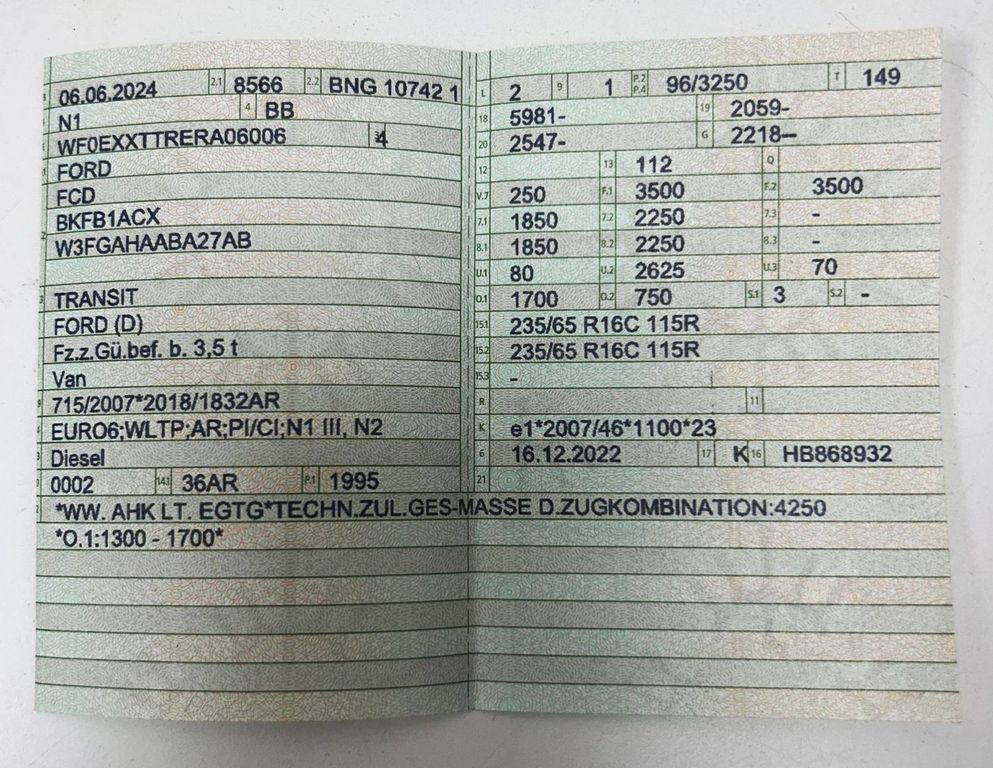 06.06.2024 2.1 8566 2.2 BNG 10742 1
N1 4 BB
WF0EXXTTRERA06006 4
FORD
FCD
BKFB1ACX
W3FGAHAABA27AB
TRANSIT
FORD (D)
Fz.z.Gü.bef. b. 3,5 t
Van
715/2007*2018/1832AR
EURO6;WLTP;AR;PI/CI;N1 III, N2
Diesel
0002 14.1 36AR P.1 1995
L 2 9 1 P.2 P.4 96/3250 T 149
18 5981- 19 2059-
20 2547- G 2218--
12 13 112 Q
V.7 250 F.1 3500 F.2 3500
7.1 1850 7.2 2250 7.3 -
8.1 1850 8.2 2250 8.3 -
U.1 80 U.2 2625 U.3 70
O.1 1700 O.2 750 S.1 3 S.2 -
15.1 235/65 R16C 115R
15.2 235/65 R16C 115R
15.3 -
R 11
K e1*2007/46*1100*23
6 16.12.2022 17 K 16 HB868932
21
*WW. AHK LT. EGTG*TECHN.ZUL.GES-MASSE D.ZUGKOMBINATION:4250
*O.1:1300 - 1700*